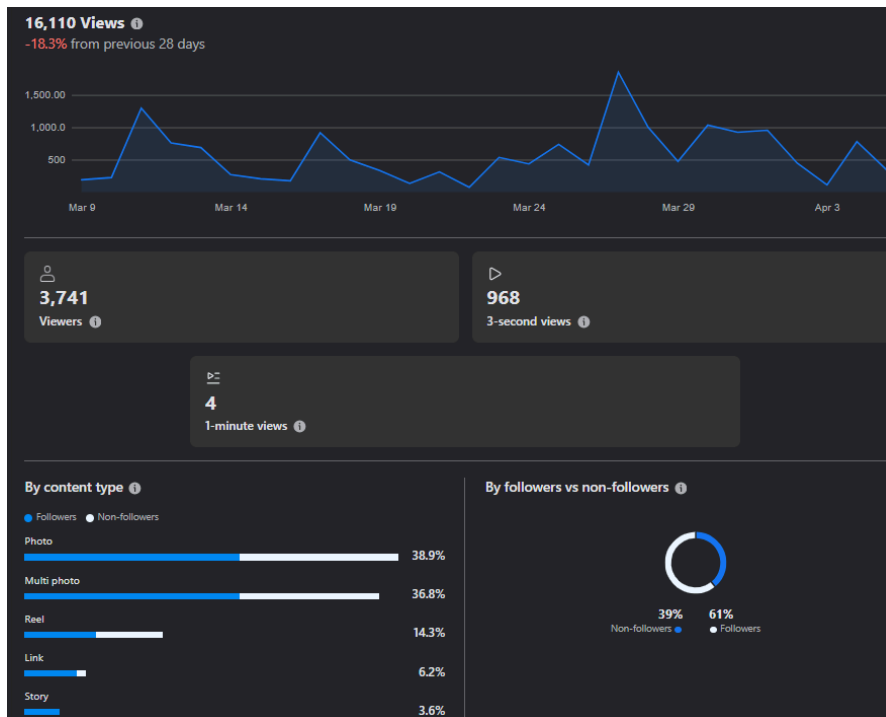 16,110 Views
-18.3% from previous 28 days
1,500.00
1,000.0
500
Mar 9 Mar 14 Mar 19 Mar 24 Mar 29 Apr 3
3,741
Viewers
968
3-second views
4
1-minute views
By content type
Followers Non-followers
Photo
38.9%
Multi photo
36.8%
Reel
14.3%
Link
6.2%
Story
3.6%
By followers vs non-followers
39% 61%
Non-followers Followers